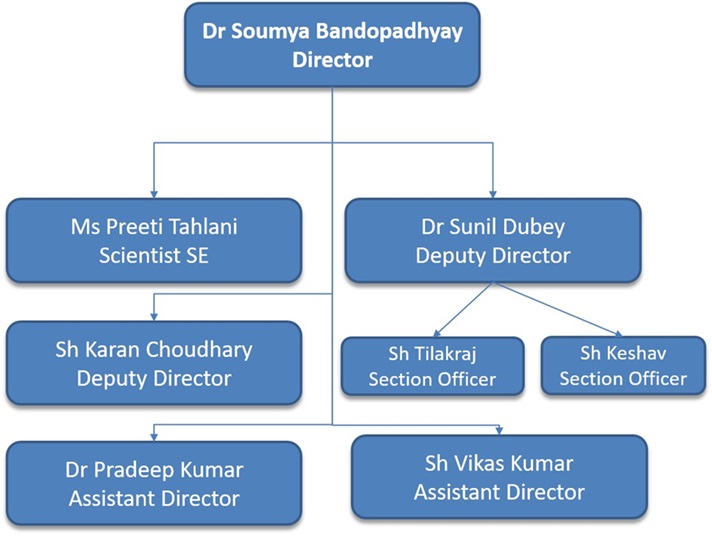 Dr Soumya Bandopadhyay
Director
Ms Preeti Tahlani
Scientist SE
Dr Sunil Dubey
Deputy Director
Sh Karan Choudhary
Deputy Director
Sh Tilakraj
Section Officer
Sh Keshav
Section Officer
Dr Pradeep Kumar
Assistant Director
Sh Vikas Kumar
Assistant Director